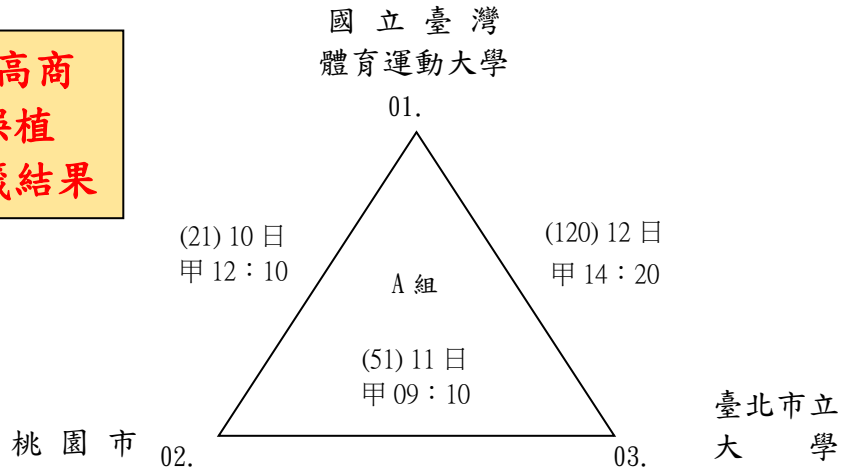 國立臺灣
體育運動大學
01.
高商
誤植
結果
(21) 10 日
甲 12：10
(120) 12 日
甲 14：20
A 組
(51) 11 日
甲 09：10
桃園市
02.
03.
臺北市立
大學